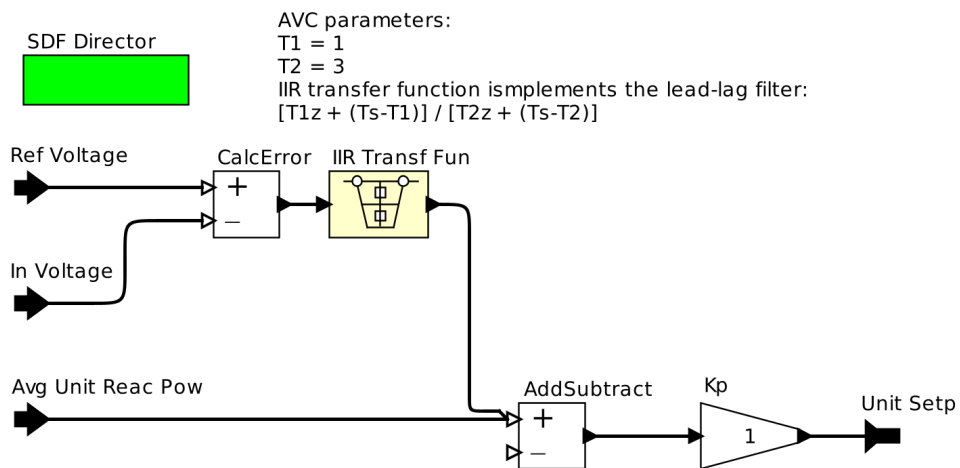 AVC parameters:
SDF Director
T1 = 1
T2 = 3
IIR transfer function ismplements the lead-lag filter:
[T1z + (Ts-T1)] / [T2z + (Ts-T2)]
Ref Voltage
CalcError
IIR Transf Fun
+
−
In Voltage
Avg Unit Reac Pow
AddSubtract
Kp
Unit Setp
+
1
−